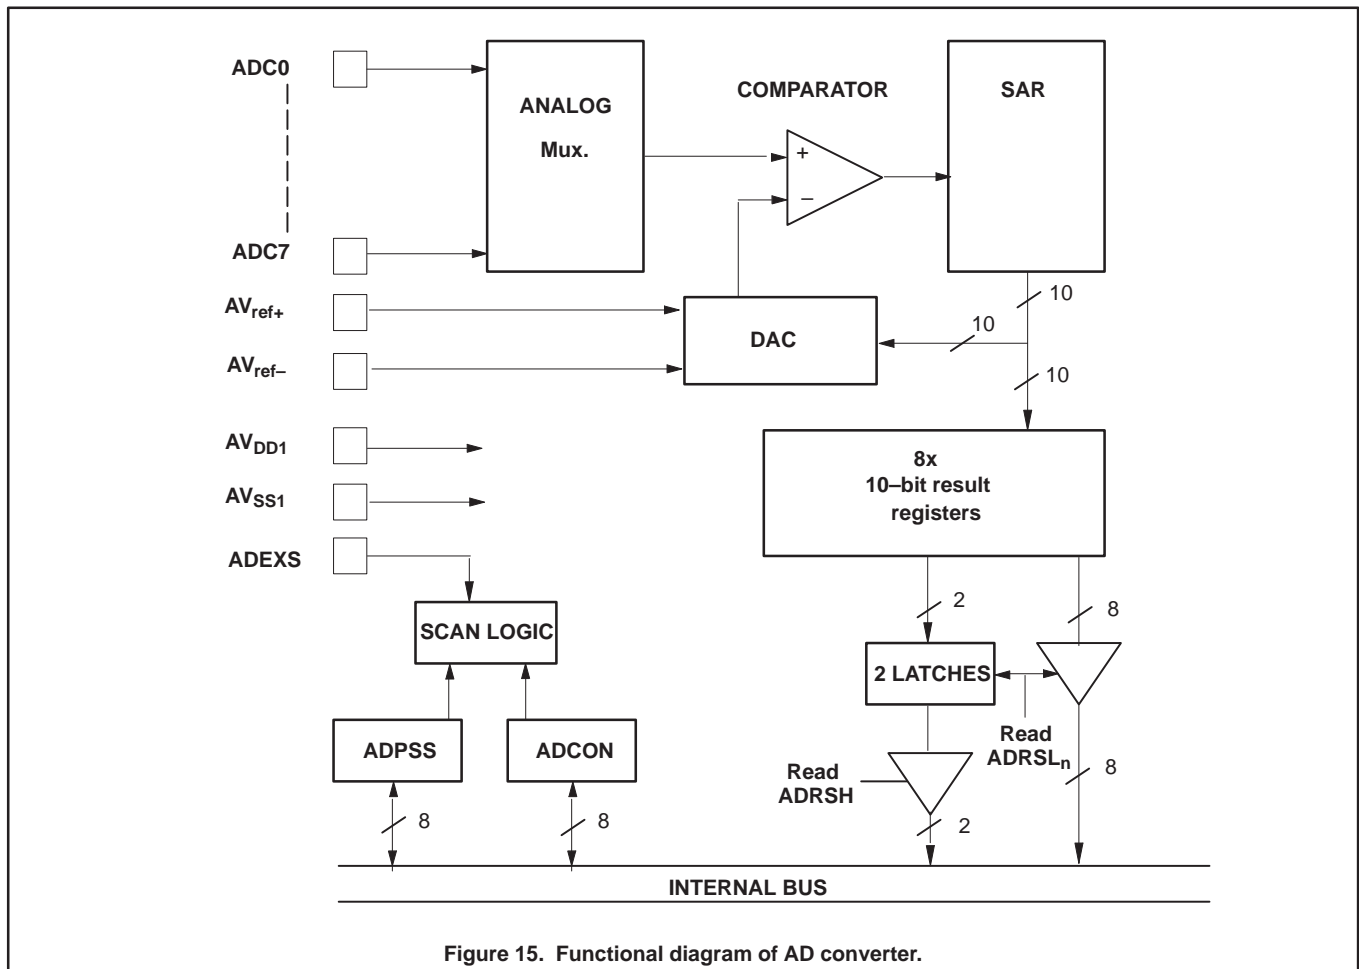 ADC0
ADC7
AVref+
AVref–
AVDD1
AVSS1
ADEXS
ANALOG
Mux.
COMPARATOR
+
–
SAR
10
10
10
DAC
8x
10–bit result
registers
2
8
SCAN LOGIC
2 LATCHES
ADPSS
ADCON
Read
ADRSLn
Read
ADRSH
8
8
2
8
INTERNAL BUS
Figure 15. Functional diagram of AD converter.